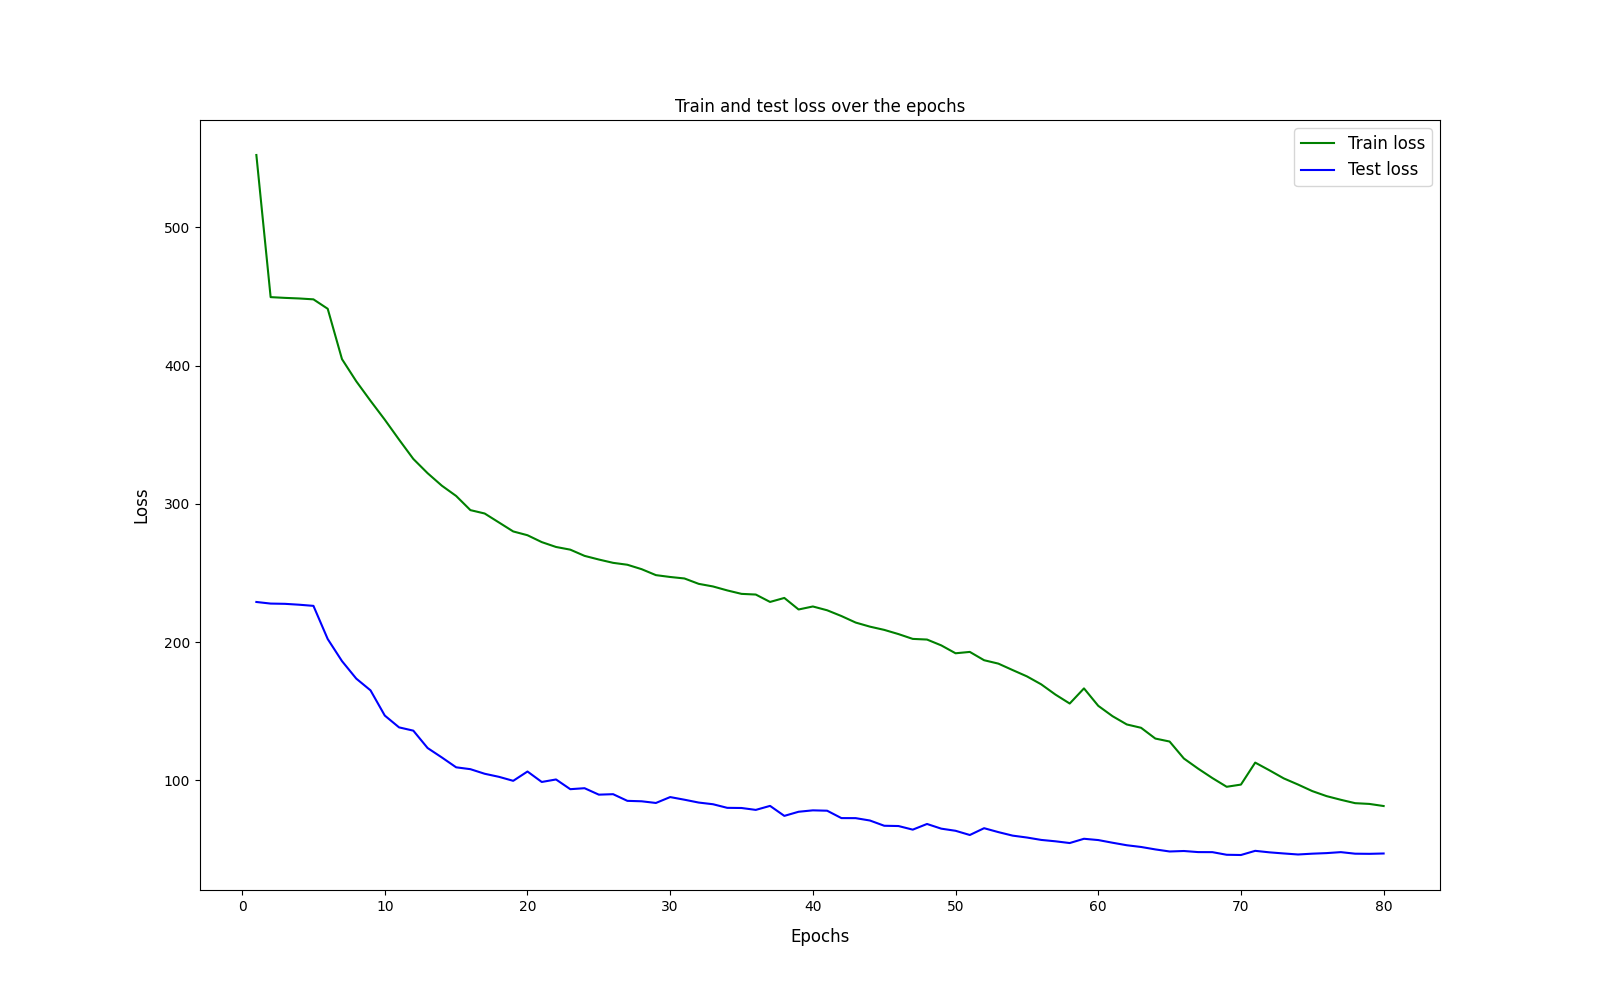 Train and test loss over the epochs
Train loss
Test loss
Loss
500
400
300
200
100
0 10 20 30 40 50 60 70 80
Epochs